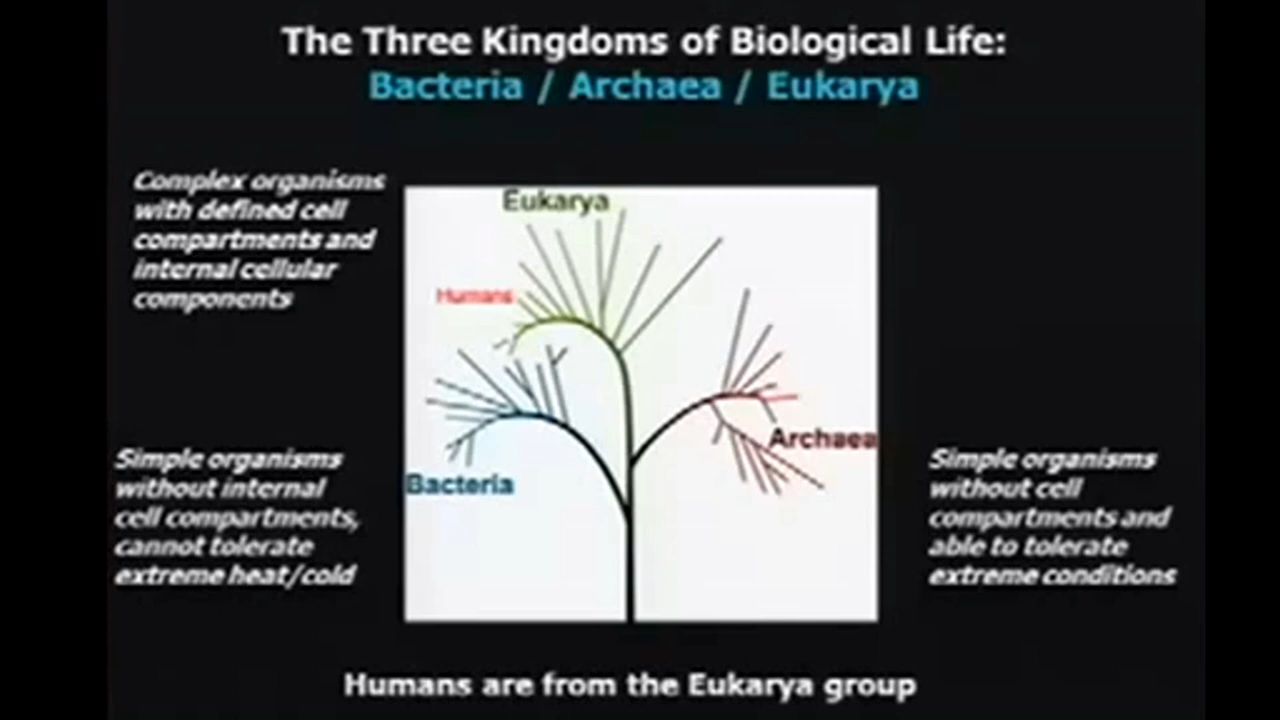 The Three Kingdoms of Biological Life:
Bacteria / Archaea / Eukarya
Complex organisms
with defined cell
compartments and
internal cellular
components
Eukarya
Humans
Archaea
Bacteria
Simple organisms
without internal
cell compartments,
cannot tolerate
extreme heat/cold
Simple organisms
without cell
compartments and
able to tolerate
extreme conditions
Humans are from the Eukarya group